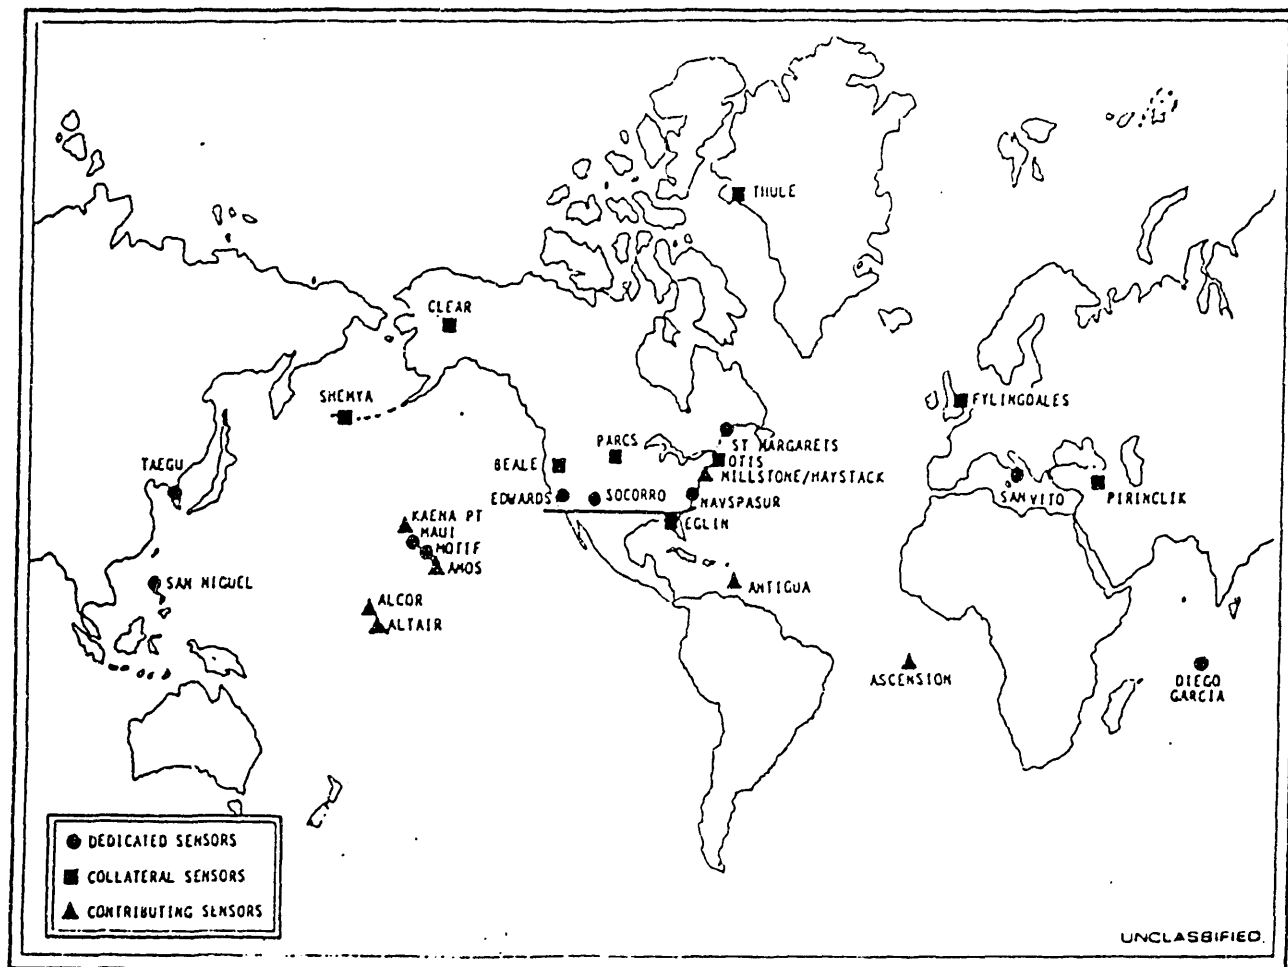 THULE
CLEAR
SHEMYA
FYLINGDALES
PARCS
ST MARGARETS
OTIS
BEALE
MILLSTONE/HAYSTACK
TAEGU
EDWARDS
SOCORRO
NAVSPASUR
SAN VITO
PIRINCLIK
KAENA PT
EGLIN
MAUI
MOTIF
AMOS
SAN MIGUEL
ANTIGUA
ALCOR
ALTAIR
ASCENSION
DIEGO
GARCIA
DEDICATED SENSORS
COLLATERAL SENSORS
CONTRIBUTING SENSORS
UNCLASSIFIED